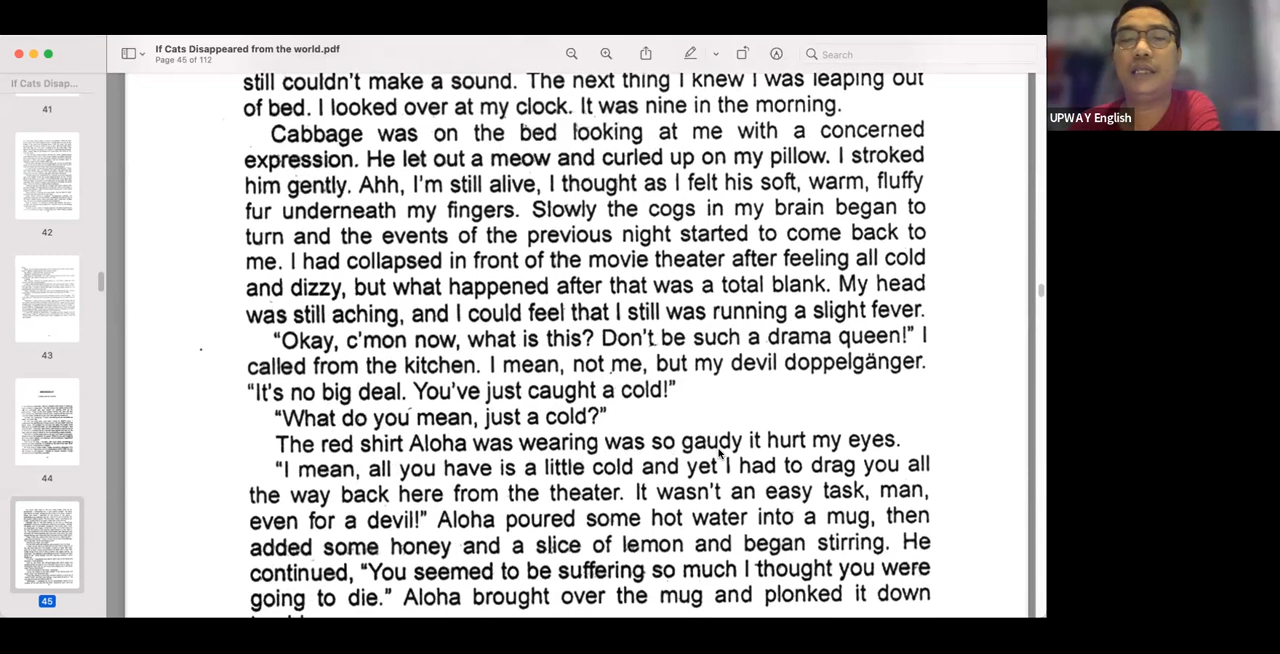 If Cats Disappeared from the world.pdf
Page 45 of 112
Search
If Cats Disap...
41
42
43
44
45
UPWAY English
still couldn't make a sound. The next thing I knew I was leaping out
of bed. I looked over at my clock. It was nine in the morning.
Cabbage was on the bed looking at me with a concerned
expression. He let out a meow and curled up on my pillow. I stroked
him gently. Ahh, I'm still alive, I thought as I felt his soft, warm, fluffy
fur underneath my fingers. Slowly the cogs in my brain began to
turn and the events of the previous night started to come back to
me. I had collapsed in front of the movie theater after feeling all cold
and dizzy, but what happened after that was a total blank. My head
was still aching, and I could feel that I still was running a slight fever.
“Okay, c'mon now, what is this? Don't be such a drama queen!” I
called from the kitchen. I mean, not me, but my devil doppelgänger.
“It's no big deal. You've just caught a cold!”
“What do you mean, just a cold?”
The red shirt Aloha was wearing was so gaudy it hurt my eyes.
“I mean, all you have is a little cold and yet I had to drag you all
the way back here from the theater. It wasn't an easy task, man,
even for a devil!” Aloha poured some hot water into a mug, then
added some honey and a slice of lemon and began stirring. He
continued, “You seemed to be suffering so much I thought you were
going to die.” Aloha brought over the mug and plonked it down